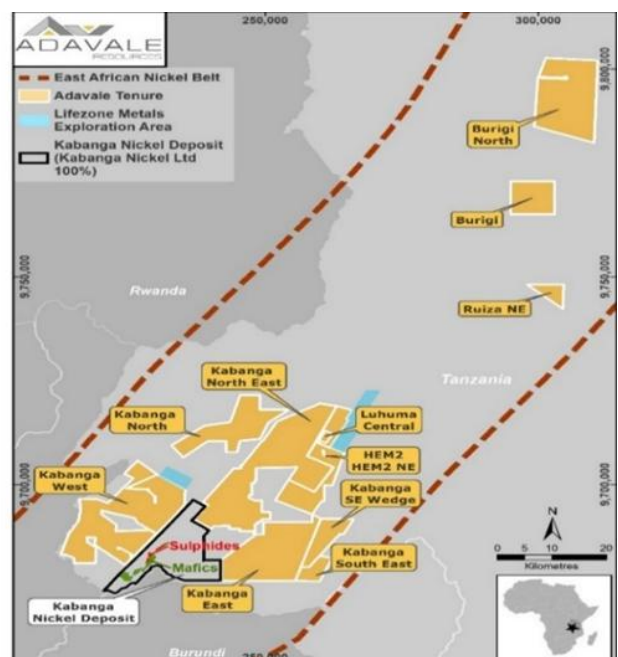 250,000
300,000
ADAVALE
RESOURCES
East African Nickel Belt
Adavale Tenure
Lifezone Metals
Exploration Area
Kabanga Nickel Deposit
(Kabanga Nickel Ltd
100%)
9,800,000
Burigi
North
Burigi
9,750,000
9,750,000
Ruiza NE
Rwanda
Tanzania
Kabanga
North East
Kabanga
North
Luhuma
Central
HEM2
HEM2 NE
Kabanga
West
Kabanga
SE Wedge
9,700,000
9,700,000
Sulphides
Mafics
Kabanga
South East
Kabanga
Nickel Deposit
Kabanga
East
Burundi
250,000
N
0
10
20
Kilometres